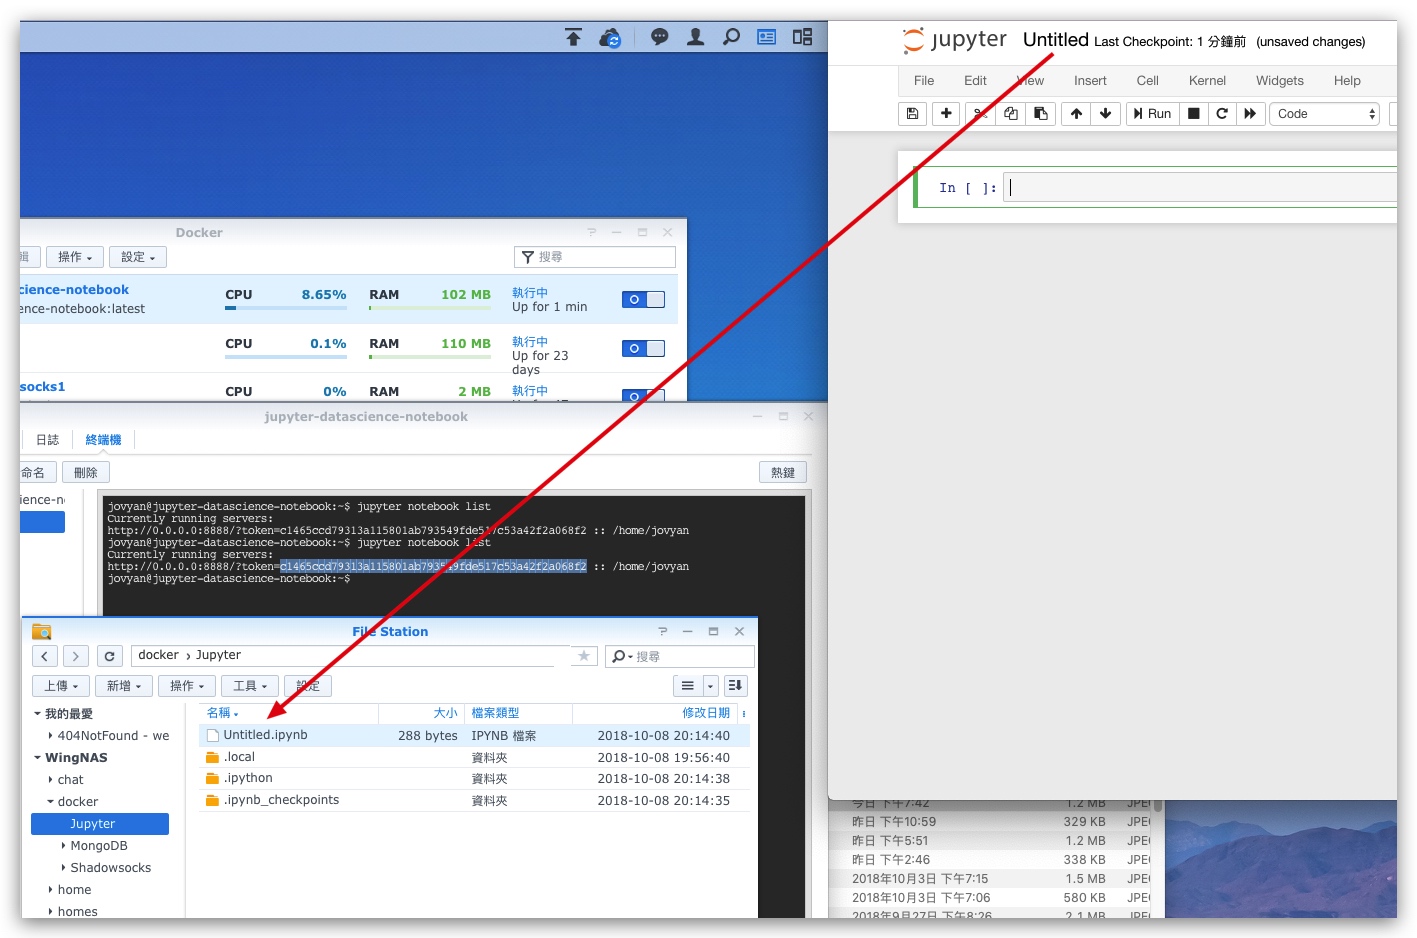 jupyter Untitled Last Checkpoint: 1 分鐘前 (unsaved changes)
File Edit View Insert Cell Kernel Widgets Help
Run Code
In [ ]:
Docker
操作 設定 搜尋
cience-notebook CPU 8.65% RAM 102 MB 執行中
ence-notebook:latest Up for 1 min
CPU 0.1% RAM 110 MB 執行中
Up for 23
days
socks1 CPU 0% RAM 2 MB 執行中
jupyter-datascience-notebook
日誌 終端機
命名 刪除 熱鍵
jovyan@jupyter-datascience-notebook:~$ jupyter notebook list
Currently running servers:
http://0.0.0.0:8888/?token=c1465ccd79313a115801ab793549fde517c53a42f2a068f2 :: /home/jovyan
jovyan@jupyter-datascience-notebook:~$ jupyter notebook list
Currently running servers:
http://0.0.0.0:8888/?token=c1465ccd79313a115801ab793549fde517c53a42f2a068f2 :: /home/jovyan
jovyan@jupyter-datascience-notebook:~$
File Station
docker › Jupyter 搜尋
上傳 新增 操作 工具 設定
我的最愛
404NotFound - we
WingNAS
chat
docker
Jupyter
MongoDB
Shadowsocks
home
homes
名稱 大小 檔案類型 修改日期
Untitled.ipynb 288 bytes IPYNB 檔案 2018-10-08 20:14:40
.local 資料夾 2018-10-08 19:56:40
.ipython 資料夾 2018-10-08 20:14:38
.ipynb_checkpoints 資料夾 2018-10-08 20:14:35
今日 下午7:42 1.2 MB JPE
昨日 下午10:59 329 KB JPE
昨日 下午5:51 1.2 MB JPE
昨日 下午2:46 338 KB JPE
2018年10月3日 下午7:15 1.5 MB JPE
2018年10月3日 下午7:06 580 KB JPE
2018年9月27日 下午8:26 2.1 MB JPE